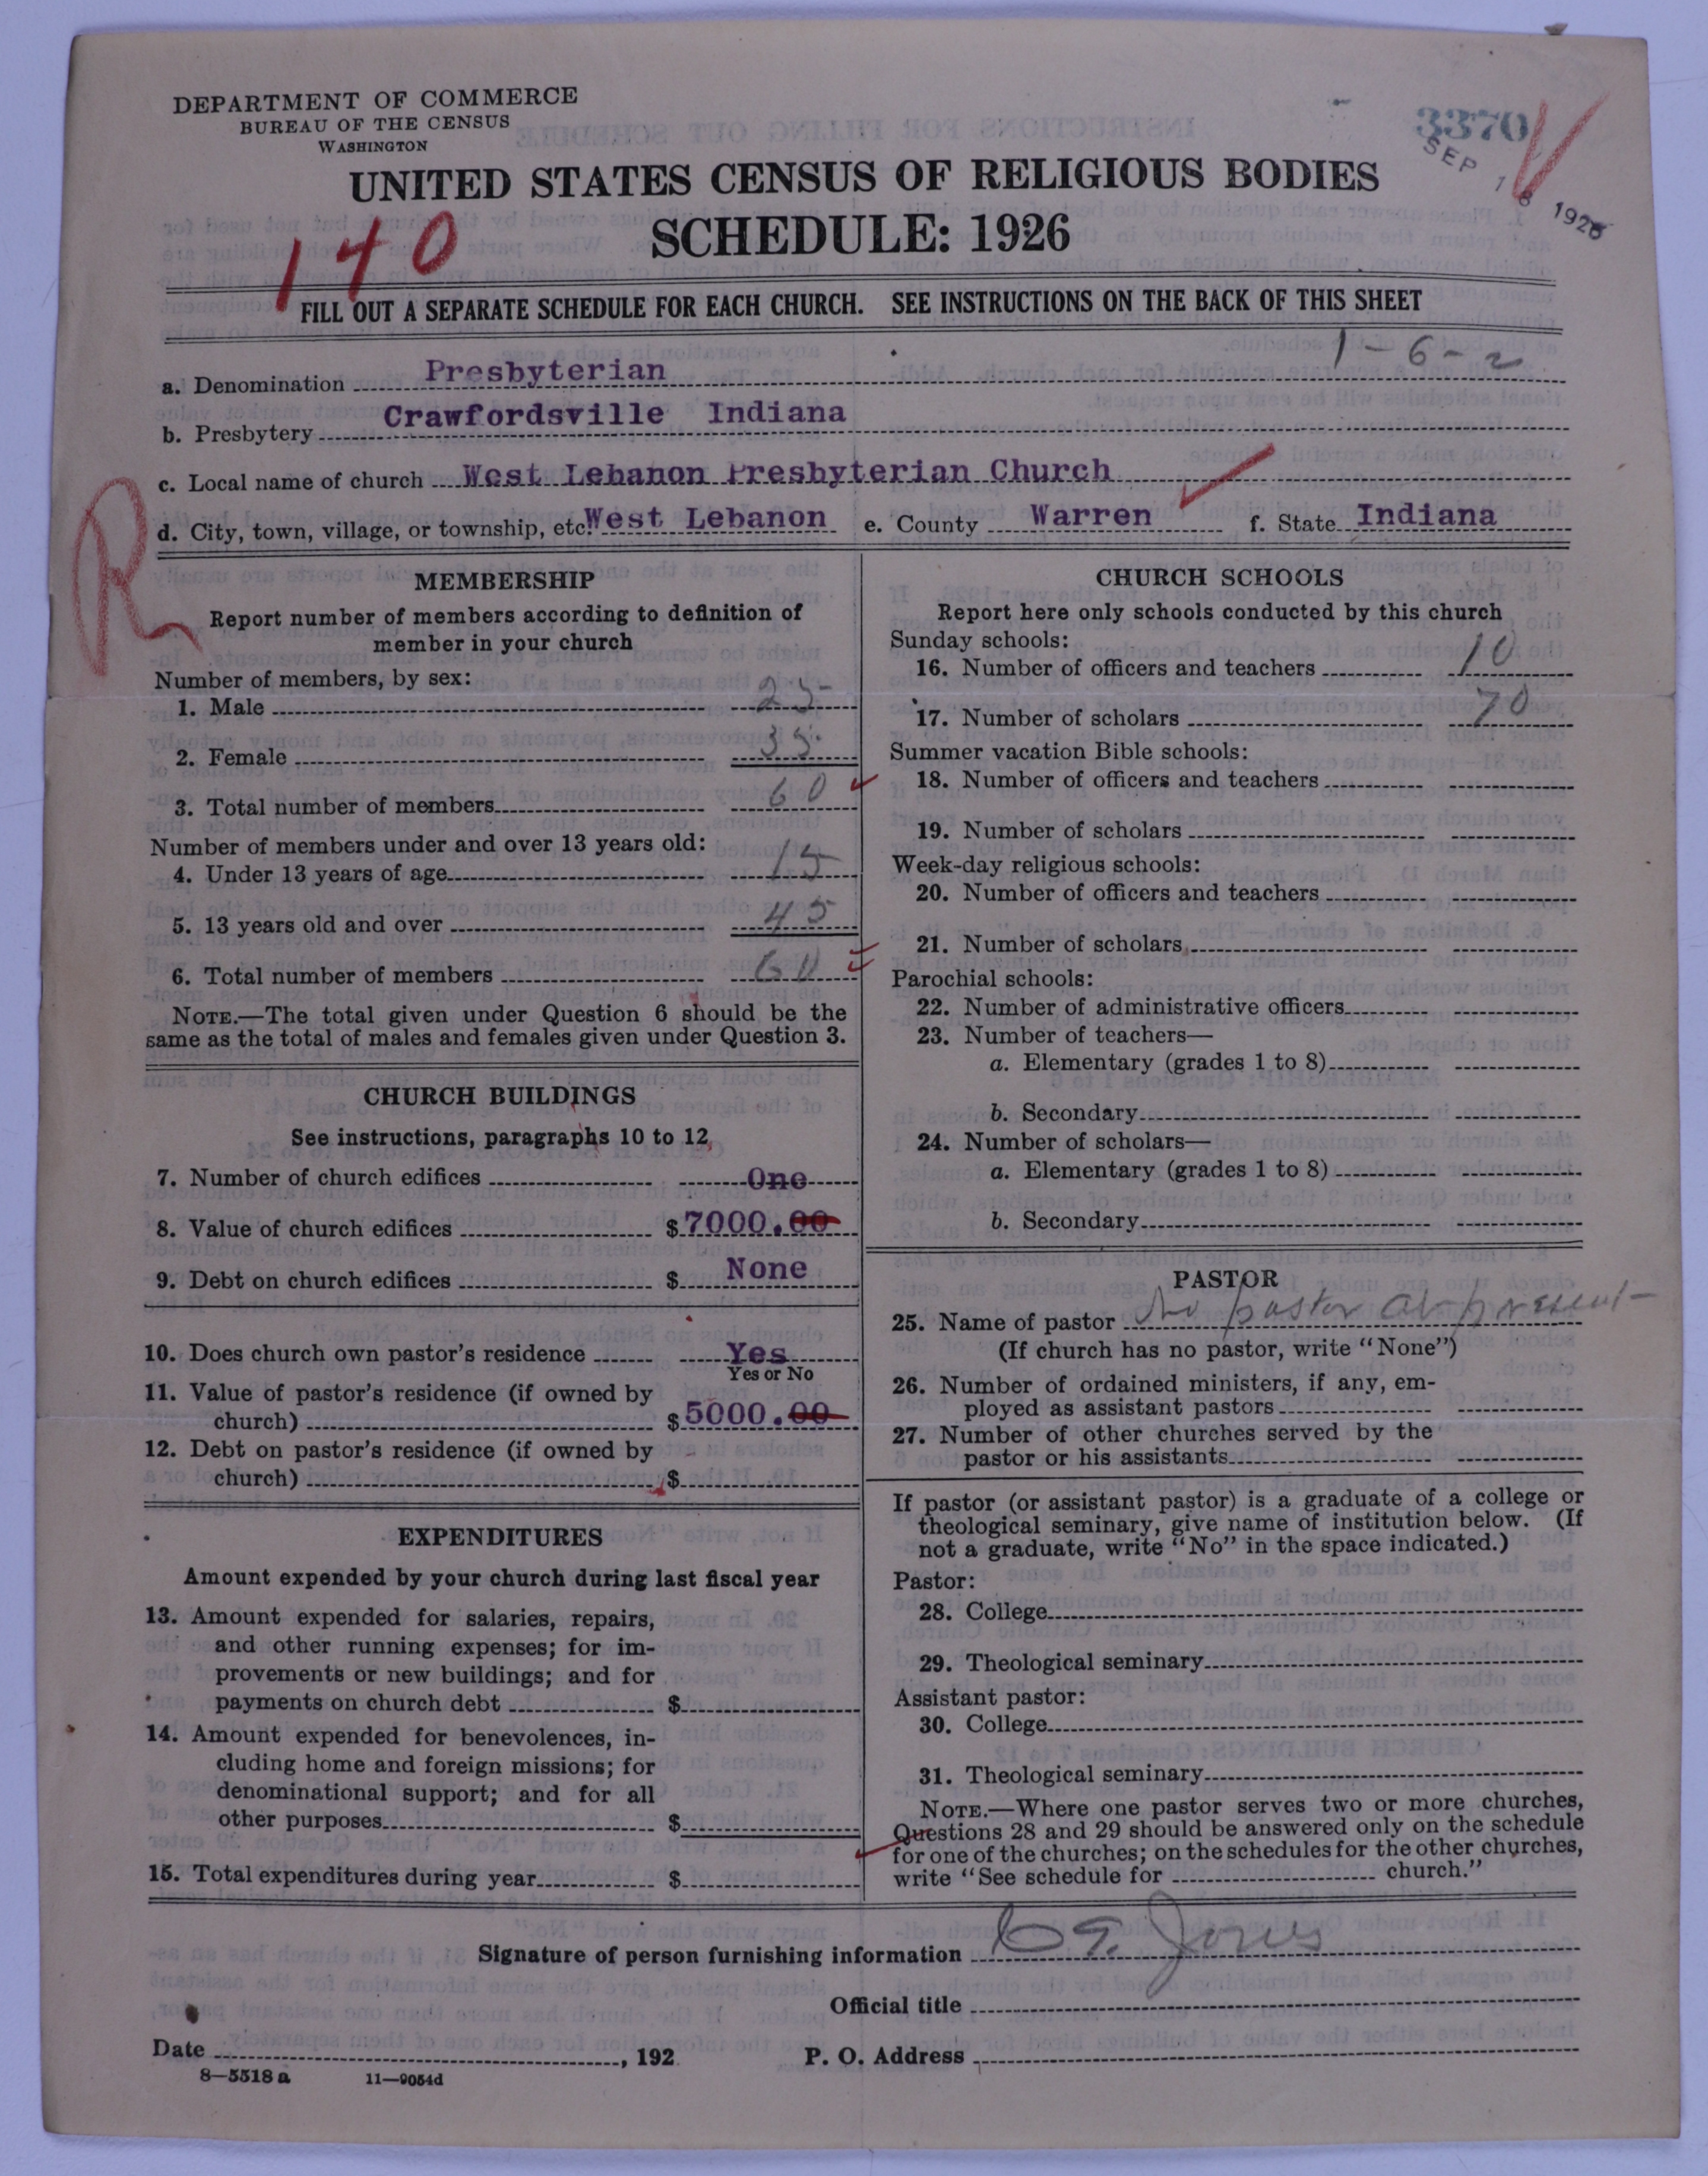 DEPARTMENT OF COMMERCE
BUREAU OF THE CENSUS
WASHINGTON
3370
SEP 18 1926
UNITED STATES CENSUS OF RELIGIOUS BODIES
SCHEDULE: 1926
140
FILL OUT A SEPARATE SCHEDULE FOR EACH CHURCH. SEE INSTRUCTIONS ON THE BACK OF THIS SHEET
1-6-2
a. Denomination Presbyterian
b. Presbytery Crawfordsville Indiana
c. Local name of church West Lebanon Presbyterian Church
d. City, town, village, or township, etc. West Lebanon e. County Warren f. State Indiana
R
MEMBERSHIP
Report number of members according to definition of
member in your church
Number of members, by sex:
1. Male 25
2. Female 35
3. Total number of members 60
Number of members under and over 13 years old:
4. Under 13 years of age 15
5. 13 years old and over 45
6. Total number of members 60
NOTE.—The total given under Question 6 should be the
same as the total of males and females given under Question 3.
CHURCH BUILDINGS
See instructions, paragraphs 10 to 12
7. Number of church edifices One
8. Value of church edifices $7000.00
9. Debt on church edifices $ None
10. Does church own pastor's residence Yes
Yes or No
11. Value of pastor's residence (if owned by
church) $5000.00
12. Debt on pastor's residence (if owned by
church) $
EXPENDITURES
Amount expended by your church during last fiscal year
13. Amount expended for salaries, repairs,
and other running expenses; for im-
provements or new buildings; and for
payments on church debt $
14. Amount expended for benevolences, in-
cluding home and foreign missions; for
denominational support; and for all
other purposes $
15. Total expenditures during year $
CHURCH SCHOOLS
Report here only schools conducted by this church
Sunday schools:
16. Number of officers and teachers 10
17. Number of scholars 70
Summer vacation Bible schools:
18. Number of officers and teachers
19. Number of scholars
Week-day religious schools:
20. Number of officers and teachers
21. Number of scholars
Parochial schools:
22. Number of administrative officers
23. Number of teachers—
a. Elementary (grades 1 to 8)
b. Secondary
24. Number of scholars—
a. Elementary (grades 1 to 8)
b. Secondary
PASTOR
25. Name of pastor No pastor at present
(If church has no pastor, write "None")
26. Number of ordained ministers, if any, em-
ployed as assistant pastors
27. Number of other churches served by the
pastor or his assistants
If pastor (or assistant pastor) is a graduate of a college or
theological seminary, give name of institution below. (If
not a graduate, write "No" in the space indicated.)
Pastor:
28. College
29. Theological seminary
Assistant pastor:
30. College
31. Theological seminary
NOTE.—Where one pastor serves two or more churches,
Questions 28 and 29 should be answered only on the schedule
for one of the churches; on the schedules for the other churches,
write "See schedule for church."
Signature of person furnishing information Jones
Official title
Date , 192 P. O. Address
8—5518 a 11—9054d